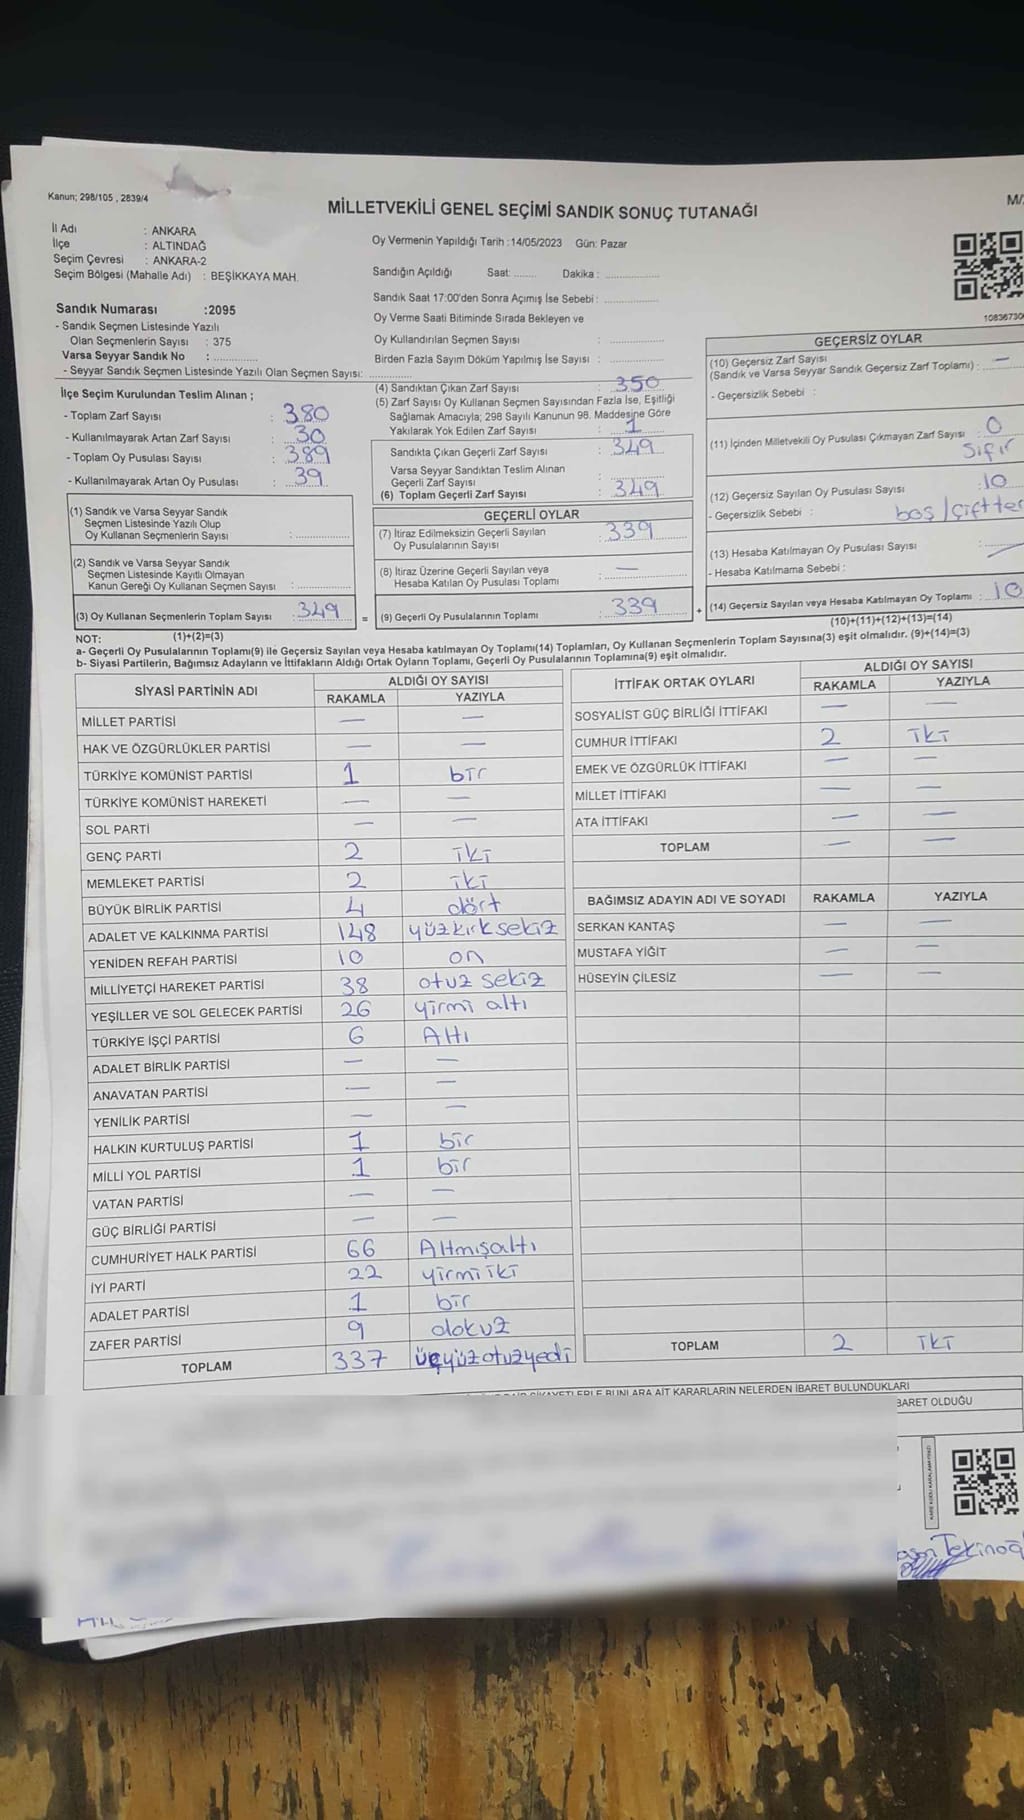 Kanun; 298/105 , 2839/4
MİLLETVEKİLİ GENEL SEÇİMİ SANDIK SONUÇ TUTANAĞI
M/
İl Adı : ANKARA
İlçe : ALTINDAĞ
Seçim Çevresi : ANKARA-2
Seçim Bölgesi (Mahalle Adı) : BEŞİKKAYA MAH.
Oy Vermenin Yapıldığı Tarih :14/05/2023 Gün: Pazar
Sandığın Açıldığı Saat: ........ Dakika : ..................
Sandık Saat 17:00'den Sonra Açımış İse Sebebi : ..................
Oy Verme Saati Bitiminde Sırada Bekleyen ve
Oy Kullandırılan Seçmen Sayısı : ..................
Birden Fazla Sayım Döküm Yapılmış İse Sayısı : ..................
10836730
Sandık Numarası :2095
- Sandık Seçmen Listesinde Yazılı
Olan Seçmenlerin Sayısı : 375
Varsa Seyyar Sandık No : ..............
- Seyyar Sandık Seçmen Listesinde Yazılı Olan Seçmen Sayısı: ..............
İlçe Seçim Kurulundan Teslim Alınan ;
- Toplam Zarf Sayısı : 380
- Kullanılmayarak Artan Zarf Sayısı : 30
- Toplam Oy Pusulası Sayısı : 389
- Kullanılmayarak Artan Oy Pusulası : 39
(4) Sandıktan Çıkan Zarf Sayısı : 350
(5) Zarf Sayısı Oy Kullanan Seçmen Sayısından Fazla İse, Eşitliği
Sağlamak Amacıyla; 298 Sayılı Kanunun 98. Maddesine Göre
Yakılarak Yok Edilen Zarf Sayısı : 1
Sandıkta Çıkan Geçerli Zarf Sayısı : 349
Varsa Seyyar Sandıktan Teslim Alınan
Geçerli Zarf Sayısı : ..............
(6) Toplam Geçerli Zarf Sayısı : 349
GEÇERSİZ OYLAR
(10) Geçersiz Zarf Sayısı
(Sandık ve Varsa Seyyar Sandık Geçersiz Zarf Toplamı) : —
- Geçersizlik Sebebi :
(11) İçinden Milletvekili Oy Pusulası Çıkmayan Zarf Sayısı : 0
Sıfır
(12) Geçersiz Sayılan Oy Pusulası Sayısı : 10
- Geçersizlik Sebebi : boş/çiftter
(13) Hesaba Katılmayan Oy Pusulası Sayısı :
- Hesaba Katılmama Sebebi :
(14) Geçersiz Sayılan veya Hesaba Katılmayan Oy Toplamı : 10
(10)+(11)+(12)+(13)=(14)
(1) Sandık ve Varsa Seyyar Sandık
Seçmen Listesinde Yazılı Olup
Oy Kullanan Seçmenlerin Sayısı : ..............
(2) Sandık ve Varsa Seyyar Sandık
Seçmen Listesinde Kayıtlı Olmayan
Kanun Gereği Oy Kullanan Seçmen Sayısı : ..............
(3) Oy Kullanan Seçmenlerin Toplam Sayısı : 349 =
GEÇERLİ OYLAR
(7) İtiraz Edilmeksizin Geçerli Sayılan
Oy Pusulalarının Sayısı : 339
(8) İtiraz Üzerine Geçerli Sayılan veya
Hesaba Katılan Oy Pusulası Toplamı : —
(9) Geçerli Oy Pusulalarının Toplamı : 339 +
NOT: (1)+(2)=(3)
a- Geçerli Oy Pusulalarının Toplamı(9) ile Geçersiz Sayılan veya Hesaba katılmayan Oy Toplamı(14) Toplamları, Oy Kullanan Seçmenlerin Toplam Sayısına(3) eşit olmalıdır. (9)+(14)=(3)
b- Siyasi Partilerin, Bağımsız Adayların ve İttifakların Aldığı Ortak Oyların Toplamı, Geçerli Oy Pusulalarının Toplamına(9) eşit olmalıdır.
SİYASİ PARTİNİN ADI ALDIĞI OY SAYISI
RAKAMLA YAZIYLA
MİLLET PARTİSİ — —
HAK VE ÖZGÜRLÜKLER PARTİSİ — —
TÜRKİYE KOMÜNİST PARTİSİ 1 bir
TÜRKİYE KOMÜNİST HAREKETİ — —
SOL PARTİ — —
GENÇ PARTİ 2 iki
MEMLEKET PARTİSİ 2 iki
BÜYÜK BİRLİK PARTİSİ 4 dört
ADALET VE KALKINMA PARTİSİ 148 yüzkırksekiz
YENİDEN REFAH PARTİSİ 10 on
MİLLİYETÇİ HAREKET PARTİSİ 38 otuz sekiz
YEŞİLLER VE SOL GELECEK PARTİSİ 26 yirmi altı
TÜRKİYE İŞÇİ PARTİSİ 6 Altı
ADALET BİRLİK PARTİSİ — —
ANAVATAN PARTİSİ — —
YENİLİK PARTİSİ — —
HALKIN KURTULUŞ PARTİSİ 1 bir
MİLLİ YOL PARTİSİ 1 bir
VATAN PARTİSİ — —
GÜÇ BİRLİĞİ PARTİSİ — —
CUMHURİYET HALK PARTİSİ 66 Altmışaltı
İYİ PARTİ 22 yirmi iki
ADALET PARTİSİ 1 bir
ZAFER PARTİSİ 9 dokuz
TOPLAM 337 üçyüzotuzyedi
İTTİFAK ORTAK OYLARI ALDIĞI OY SAYISI
RAKAMLA YAZIYLA
SOSYALİST GÜÇ BİRLİĞİ İTTİFAKI — —
CUMHUR İTTİFAKI 2 iki
EMEK VE ÖZGÜRLÜK İTTİFAKI — —
MİLLET İTTİFAKI — —
ATA İTTİFAKI — —
TOPLAM — —
BAĞIMSIZ ADAYIN ADI VE SOYADI RAKAMLA YAZIYLA
SERKAN KANTAŞ — —
MUSTAFA YİĞİT — —
HÜSEYİN ÇİLESİZ — —
TOPLAM 2 iki
BUNLARA AİT KARARLARIN NELERDEN İBARET BULUNDUKLARI
BARET OLDUĞU